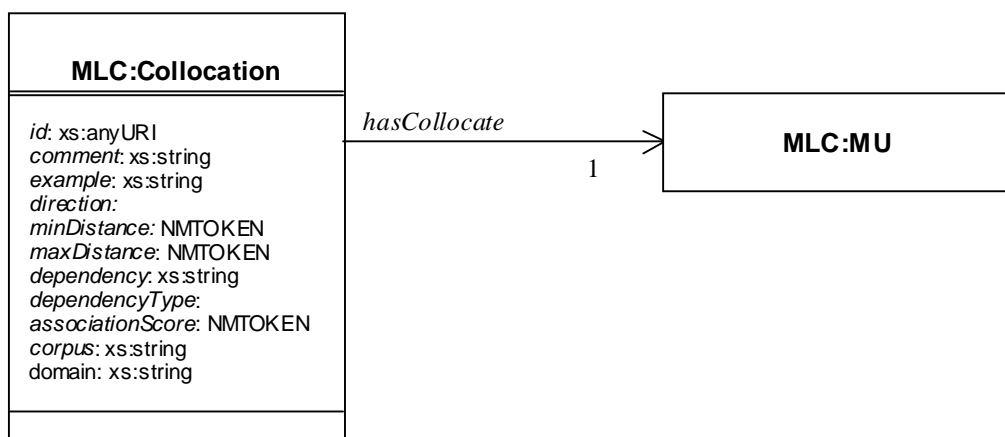 MLC:Collocation
id: xs:anyURI
comment: xs:string
example: xs:string
direction:
minDistance: NMTOKEN
maxDistance: NMTOKEN
dependency: xs:string
dependencyType:
associationScore: NMTOKEN
corpus: xs:string
domain: xs:string
hasCollocate
1
MLC:MU